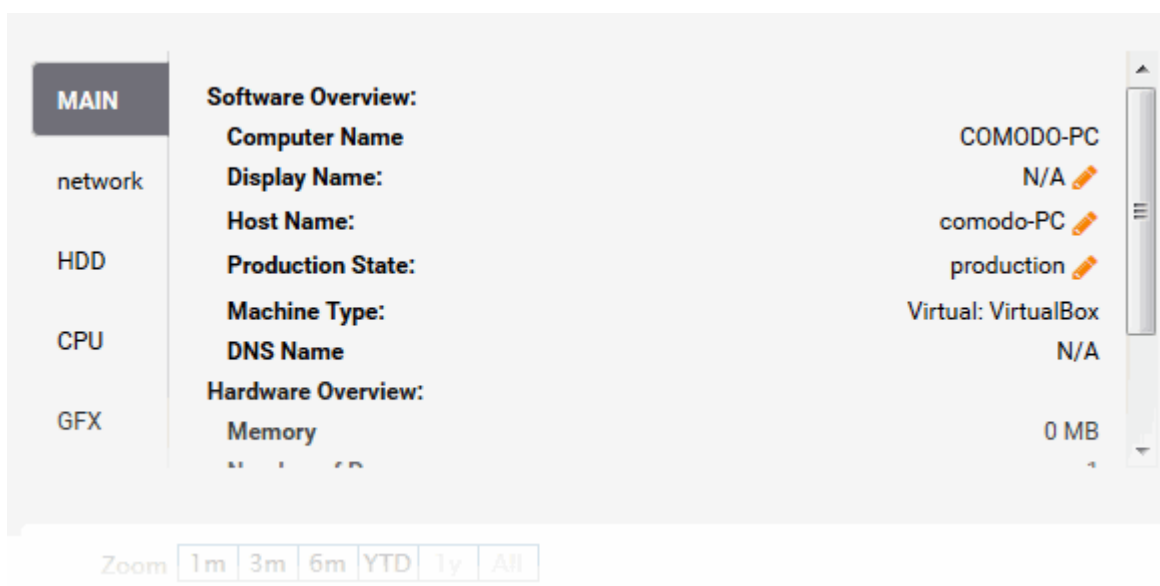 MAIN
network
HDD
CPU
GFX
Software Overview:
Computer Name COMODO-PC
Display Name: N/A
Host Name: comodo-PC
Production State: production
Machine Type: Virtual: VirtualBox
DNS Name N/A
Hardware Overview:
Memory 0 MB
Zoom 1m 3m 6m YTD 1y All